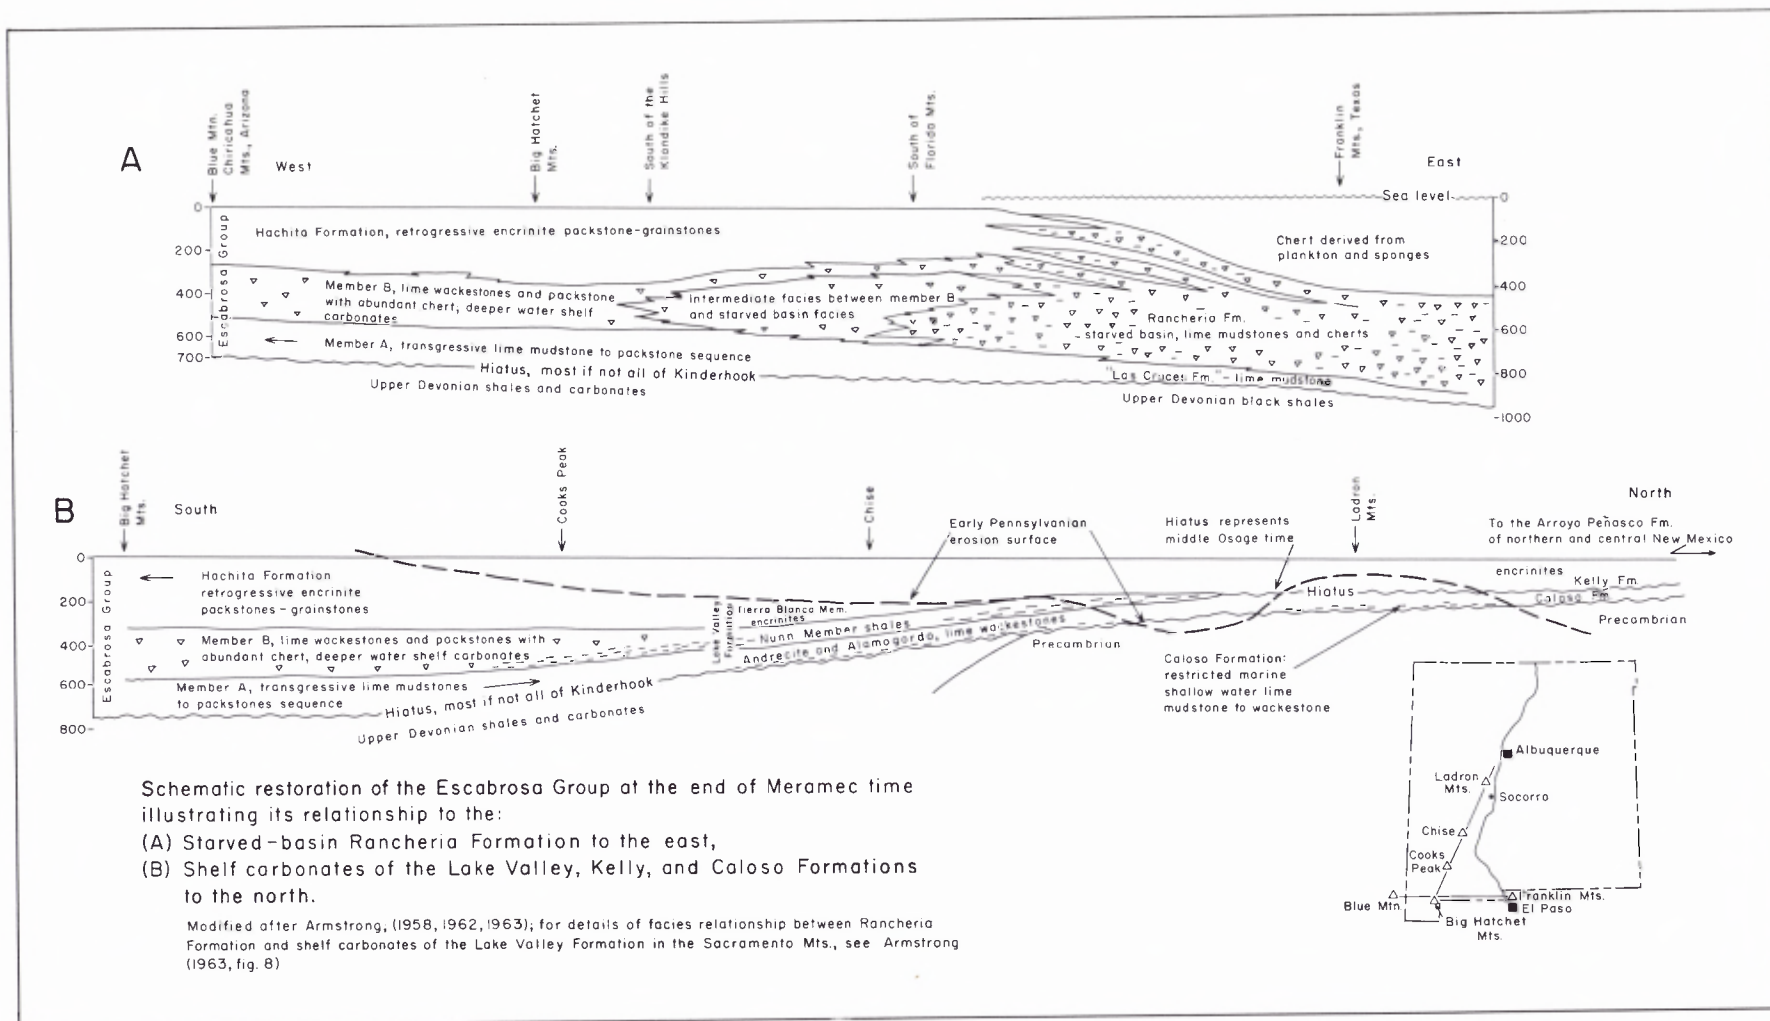 A
West
East
Blue Mtn.
Chiricahua
Mts., Arizona
Big Hatchet
Mts.
South of the
Klondike Hills
South of
Florida Mts.
Franklin
Mts., Texas
Sea level
0
200
400
600
700
0
-200
-400
-600
-800
-1000
Escabrosa Group
Hachita Formation, retrogressive encrinite packstone-grainstones
Member B, lime wackestones and packstone
with abundant chert, deeper water shelf
carbonates
Intermediate facies between member B
and starved basin facies
Chert derived from
plankton and sponges
Rancheria Fm.
starved basin, lime mudstones and cherts
Member A, transgressive lime mudstone to packstone sequence
Hiatus, most if not all of Kinderhook
Upper Devonian shales and carbonates
"Las Cruces Fm." - lime mudstone
Upper Devonian black shales
B
South
North
Big Hatchet
Mts.
Cooks Peak
Chise
Ladron
Mts.
Early Pennsylvanian
erosion surface
Hiatus represents
middle Osage time
To the Arroyo Peñasco Fm.
of northern and central New Mexico
0
200
400
600
800
Escabrosa Group
Hachita Formation
retrogressive encrinite
packstones - grainstones
Member B, lime wackestones and packstones with
abundant chert, deeper water shelf carbonates
Member A, transgressive lime mudstones
to packstones sequence
Hiatus, most if not all of Kinderhook
Upper Devonian shales and carbonates
Lake Valley
Formation
Tierra Blanco Mem.
encrinites
Nunn Member shales
Andrecite and Alamogordo, lime wackestones
Precambrian
Hiatus
encrinites
Kelly Fm.
Caloso Fm.
Precambrian
Caloso Formation:
restricted marine
shallow water lime
mudstone to wackestone
Albuquerque
Ladron
Mts.
Socorro
Chise
Cooks
Peak
Blue Mtn.
Franklin Mts.
El Paso
Big Hatchet
Mts.
Schematic restoration of the Escabrosa Group at the end of Meramec time
illustrating its relationship to the:
(A) Starved-basin Rancheria Formation to the east,
(B) Shelf carbonates of the Lake Valley, Kelly, and Caloso Formations
to the north.
Modified after Armstrong, (1958, 1962, 1963); for details of facies relationship between Rancheria
Formation and shelf carbonates of the Lake Valley Formation in the Sacramento Mts., see Armstrong
(1963, fig. 8)